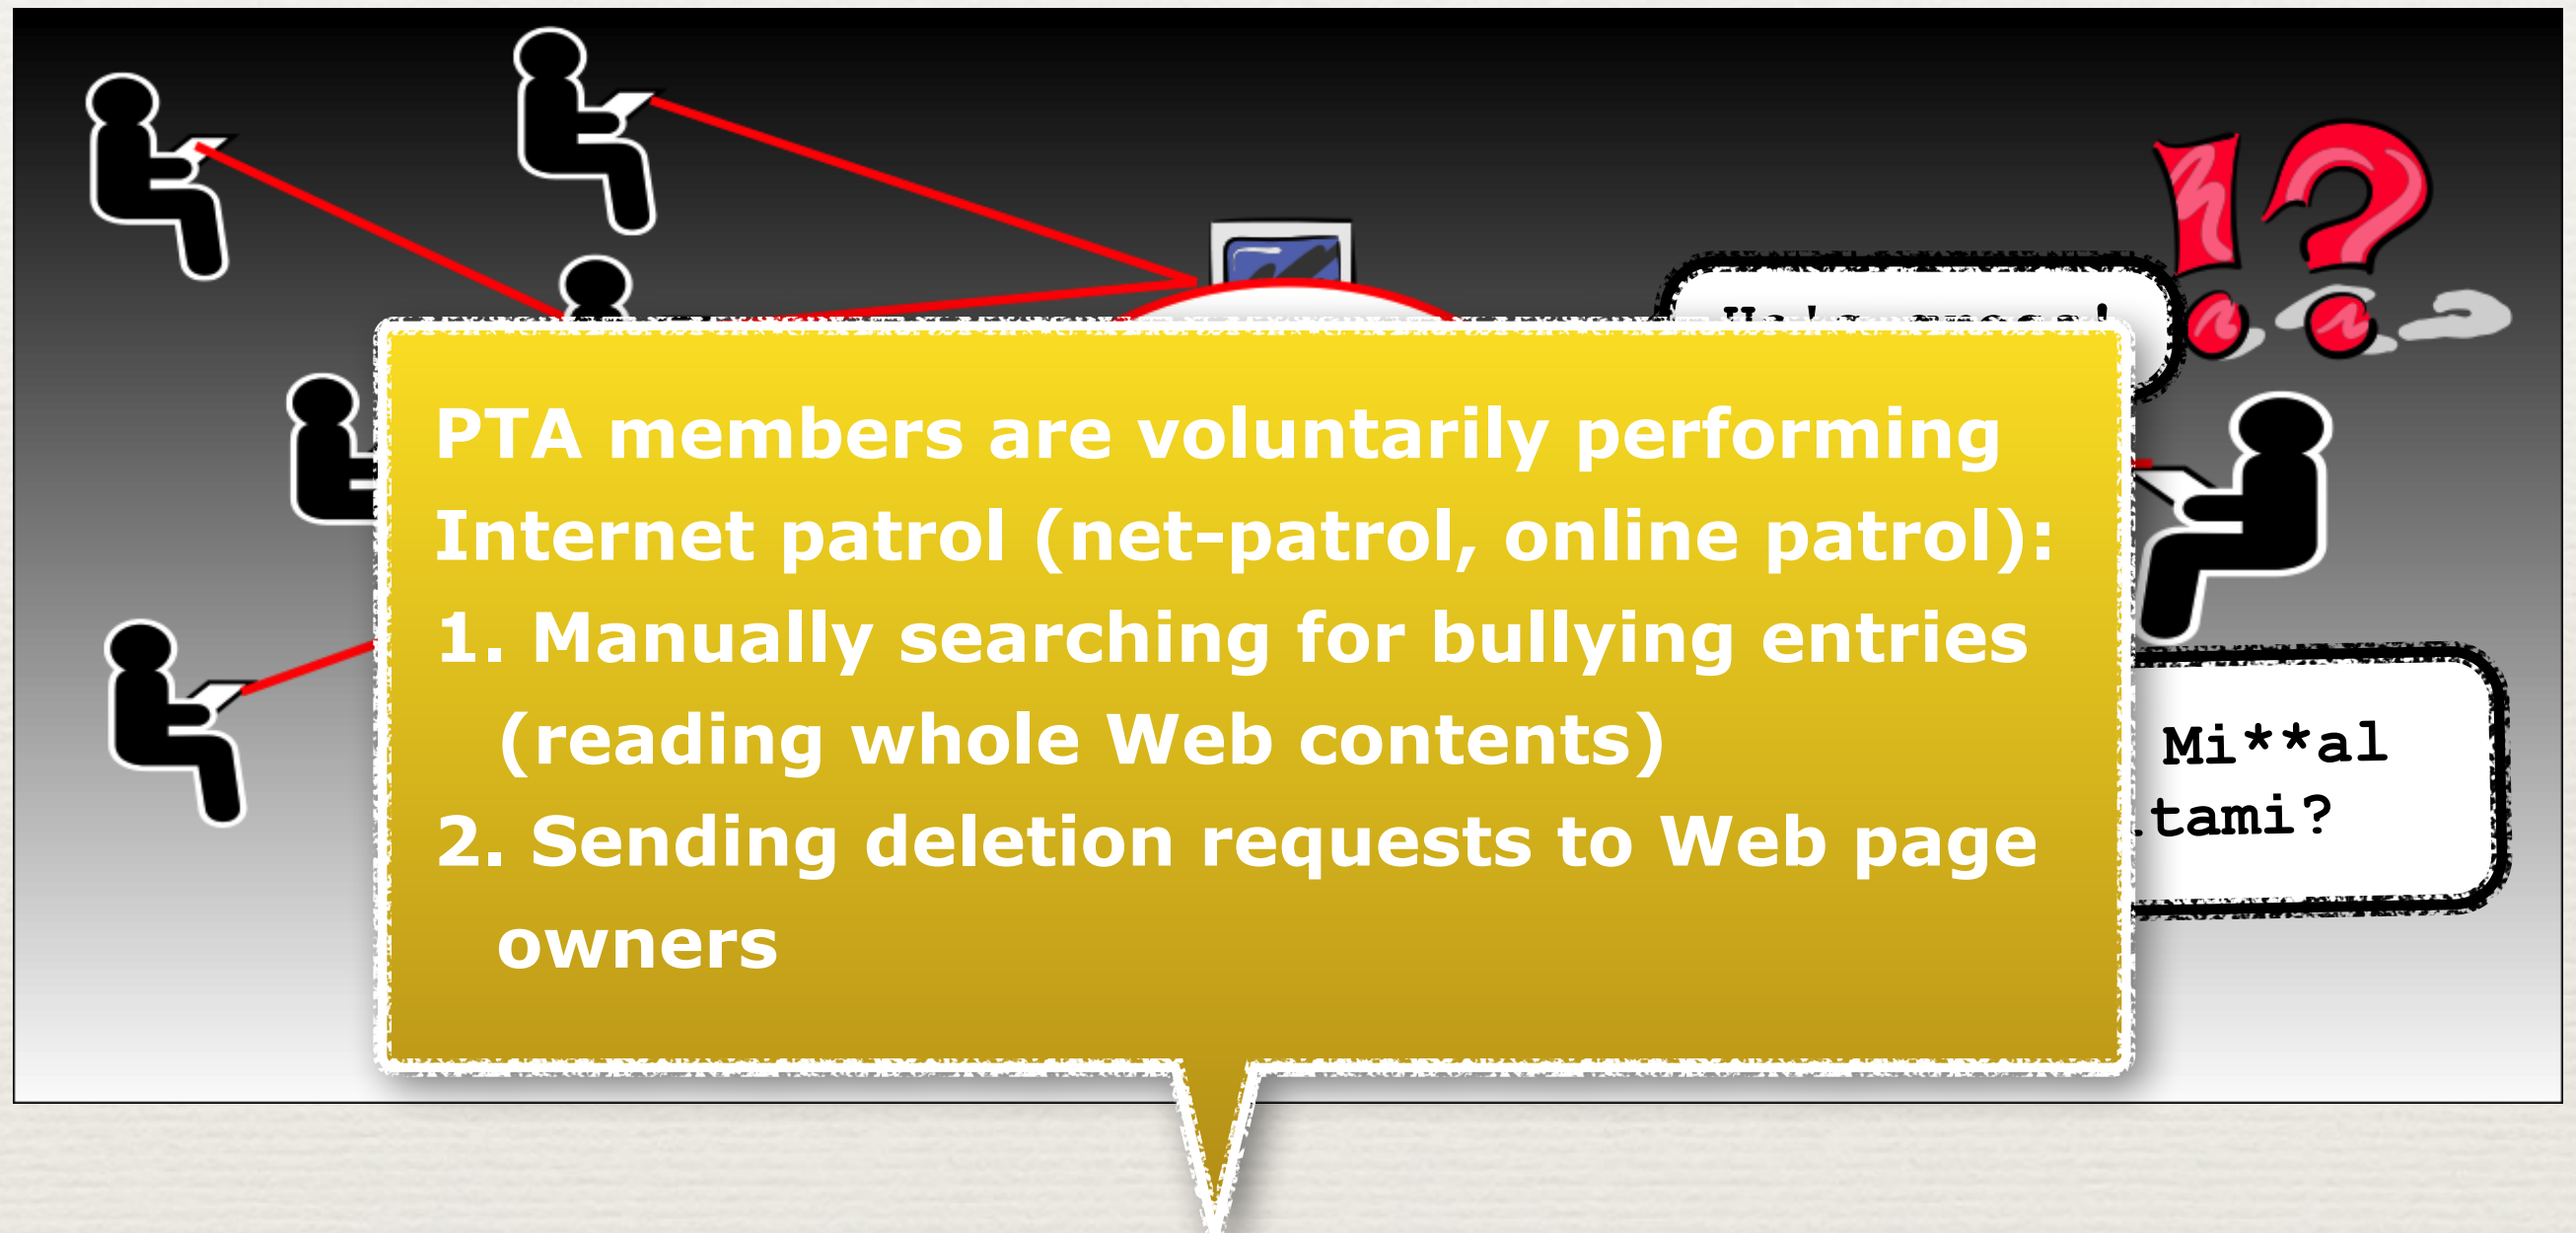 PTA members are voluntarily performing
Internet patrol (net-patrol, online patrol):
1. Manually searching for bullying entries
(reading whole Web contents)
2. Sending deletion requests to Web page
owners
Mi**al
tami?